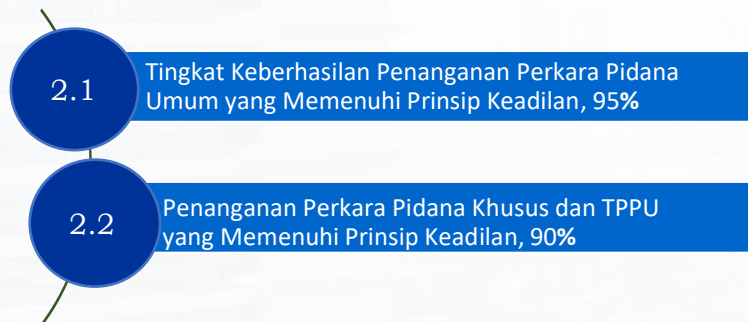 2.1
Tingkat Keberhasilan Penanganan Perkara Pidana
Umum yang Memenuhi Prinsip Keadilan, 95%
2.2
Penanganan Perkara Pidana Khusus dan TPPU
yang Memenuhi Prinsip Keadilan, 90%